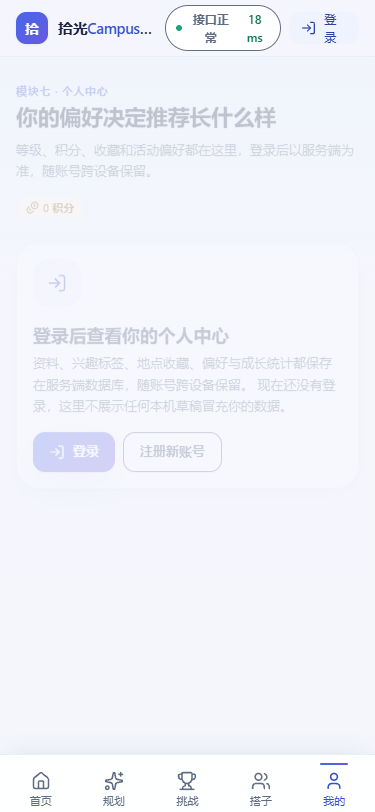 拾
拾光Campus...
接口正常 18 ms
登录
模块七 · 个人中心
你的偏好决定推荐长什么样
等级、积分、收藏和活动偏好都在这里，登录后以服务端为
准，随账号跨设备保留。
0 积分
登录后查看你的个人中心
资料、兴趣标签、地点收藏、偏好与成长统计都保存
在服务端数据库，随账号跨设备保留。 现在还没有登
录，这里不展示任何本机草稿冒充你的数据。
登录 注册新账号
首页 规划 挑战 搭子 我的